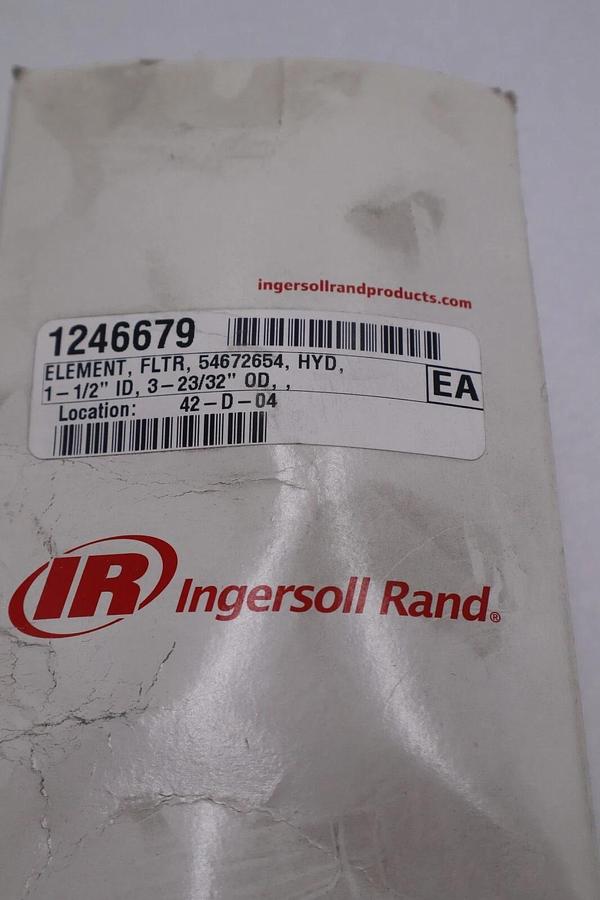 ingersollrandproducts.com
1246679
ELEMENT, FLTR, 54672654, HYD,
1-1/2" ID, 3-23/32" OD, ,
EA
Location: 42-D-04
IR Ingersoll Rand®